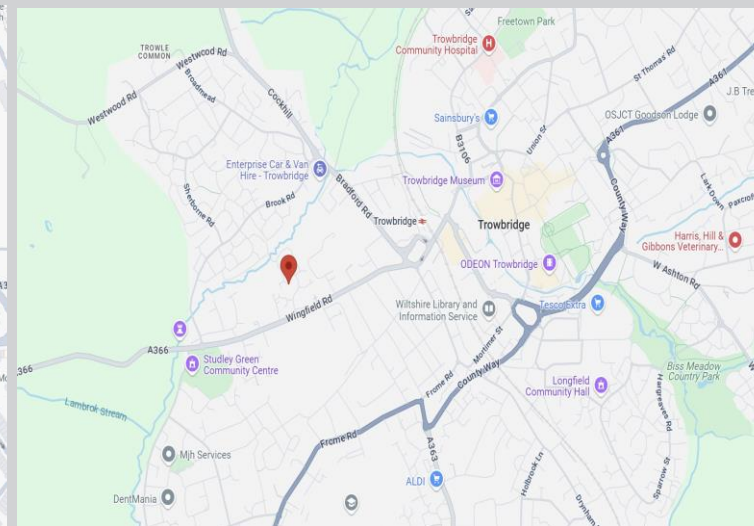 Freetown Park
Trowbridge
Community Hospital
TROWLE
COMMON
Westwood Rd
Westwood Rd
Broadmead
Cockhill
St Thomas' Rd
A361
J.B Tre
OSJCT Goodson Lodge
A361
Sainsbury's
B3106
Union St
Enterprise Car & Van
Hire - Trowbridge
Bradford Rd
Trowbridge Museum
County Way
Lark Down
Paxcroft
Sherborne Rd
Brook Rd
Trowbridge
Trowbridge
Harris, Hill &
Gibbons Veterinary...
ODEON Trowbridge
W Ashton Rd
Wingfield Rd
Wiltshire Library and
Information Service
Tesco Extra
A366
Mortimer St
Studley Green
Community Centre
.366
Frome Rd
County Way
Longfield
Community Hall
Biss Meadow
Country Park
Hargreaves Rd
Lambrok Stream
Frome Rd
A363
Mjh Services
Holbrook Ln
Sparrow St
ALDI
DentMania
Drynham